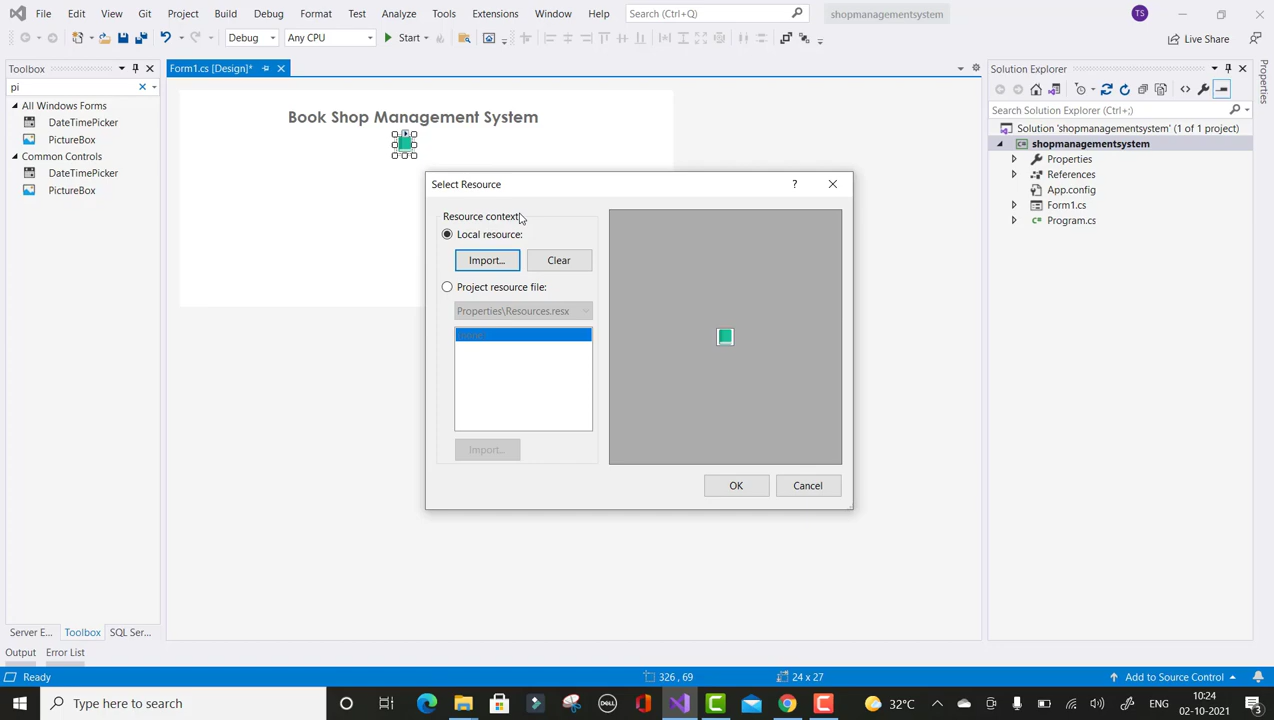 File Edit View Git Project Build Debug Format Test Analyze Tools Extensions Window Help Search (Ctrl+Q) shopmanagementsystem TS
Debug Any CPU Start Live Share
Toolbox
pi
All Windows Forms
DateTimePicker
PictureBox
Common Controls
DateTimePicker
PictureBox
Form1.cs [Design]*
Book Shop Management System
Select Resource ?
Resource context
Local resource:
Import... Clear
Project resource file:
Properties\Resources.resx
Import...
OK Cancel
Solution Explorer
Search Solution Explorer (Ctrl+;)
Solution 'shopmanagementsystem' (1 of 1 project)
shopmanagementsystem
Properties
References
App.config
Form1.cs
Program.cs
Properties
Server E... Toolbox SQL Ser...
Output Error List
Ready 326 , 69 24 x 27 Add to Source Control
Type here to search DELL 32°C ENG 10:24
02-10-2021 3